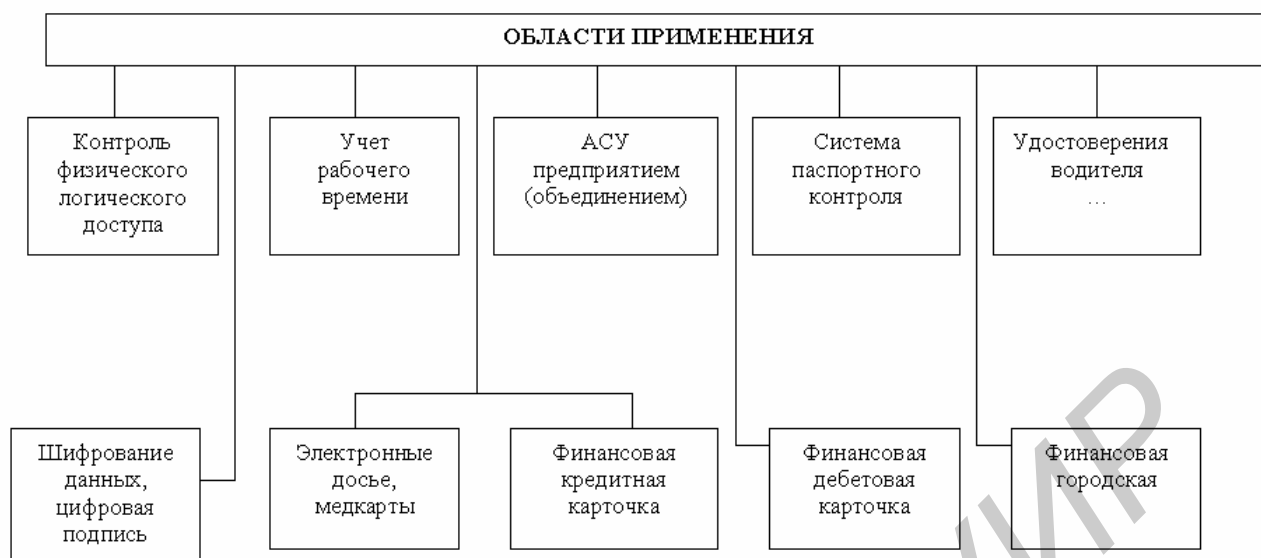 ОБЛАСТИ ПРИМЕНЕНИЯ
Контроль
физического
логического
доступа
Учет
рабочего
времени
АСУ
предприятием
(объединением)
Система
паспортного
контроля
Удостоверения
водителя
…
Шифрование
данных,
цифровая
подпись
Электронные
досье,
медкарты
Финансовая
кредитная
карточка
Финансовая
дебетовая
карточка
Финансовая
городская